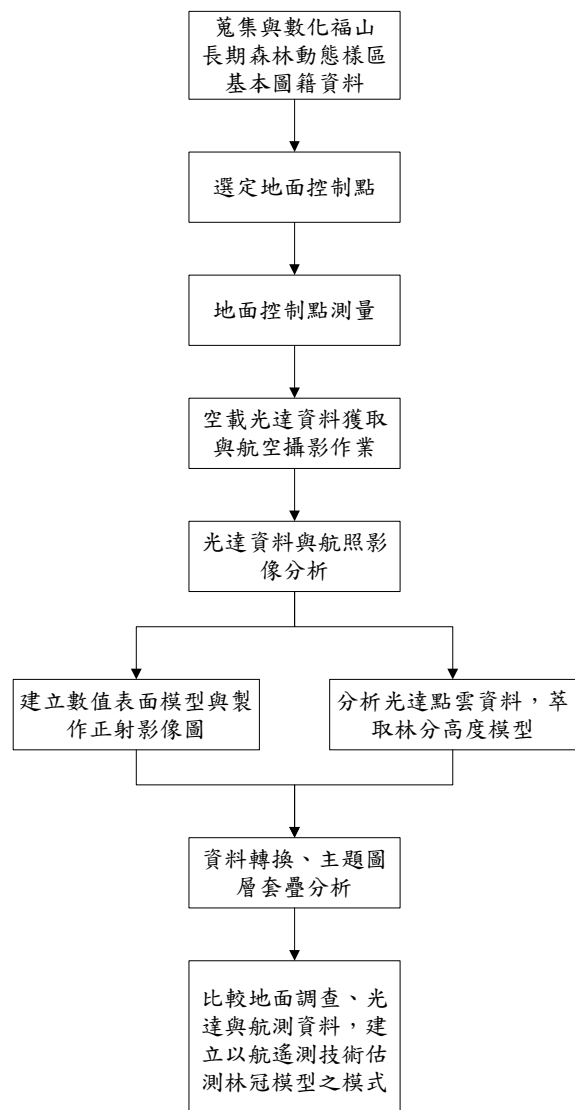 蒐集與數化福山
長期森林動態樣區
基本圖籍資料
選定地面控制點
地面控制點測量
空載光達資料獲取
與航空攝影作業
光達資料與航照影
像分析
建立數值表面模型與製
作正射影像圖
分析光達點雲資料，萃
取林分高度模型
資料轉換、主題圖
層套疊分析
比較地面調查、光
達與航測資料，建
立以航遙測技術估
測林冠模型之模式